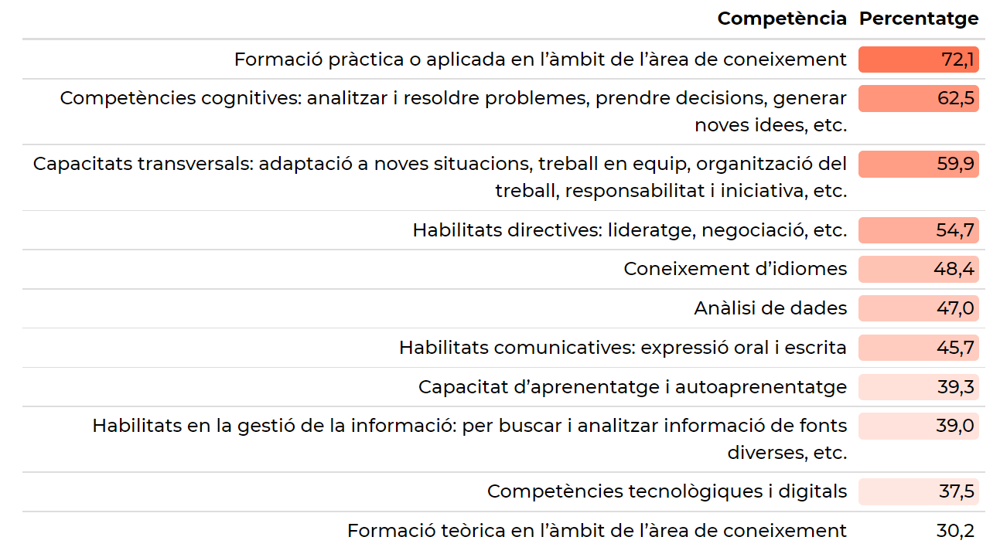 Competència Percentatge
Formació pràctica o aplicada en l’àmbit de l’àrea de coneixement 72,1
Competències cognitives: analitzar i resoldre problemes, prendre decisions, generar 62,5
noves idees, etc.
Capacitats transversals: adaptació a noves situacions, treball en equip, organització del 59,9
treball, responsabilitat i iniciativa, etc.
Habilitats directives: lideratge, negociació, etc. 54,7
Coneixement d’idiomes 48,4
Anàlisi de dades 47,0
Habilitats comunicatives: expressió oral i escrita 45,7
Capacitat d’aprenentatge i autoaprenentatge 39,3
Habilitats en la gestió de la informació: per buscar i analitzar informació de fonts 39,0
diverses, etc.
Competències tecnològiques i digitals 37,5
Formació teòrica en l’àmbit de l’àrea de coneixement 30,2